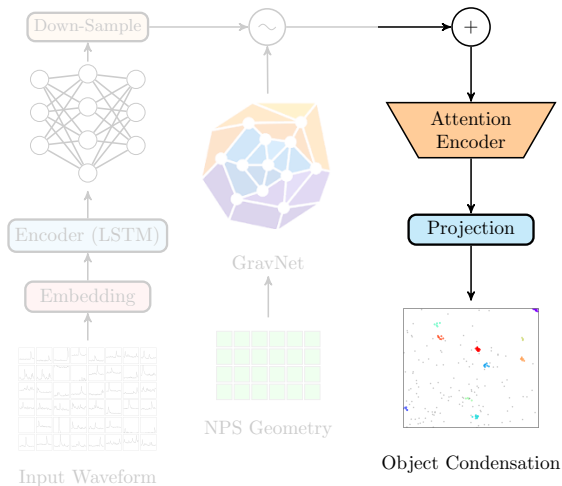 Down-Sample
∼
+
Attention
Encoder
Encoder (LSTM)
Projection
GravNet
Embedding
NPS Geometry
Object Condensation
Input Waveform